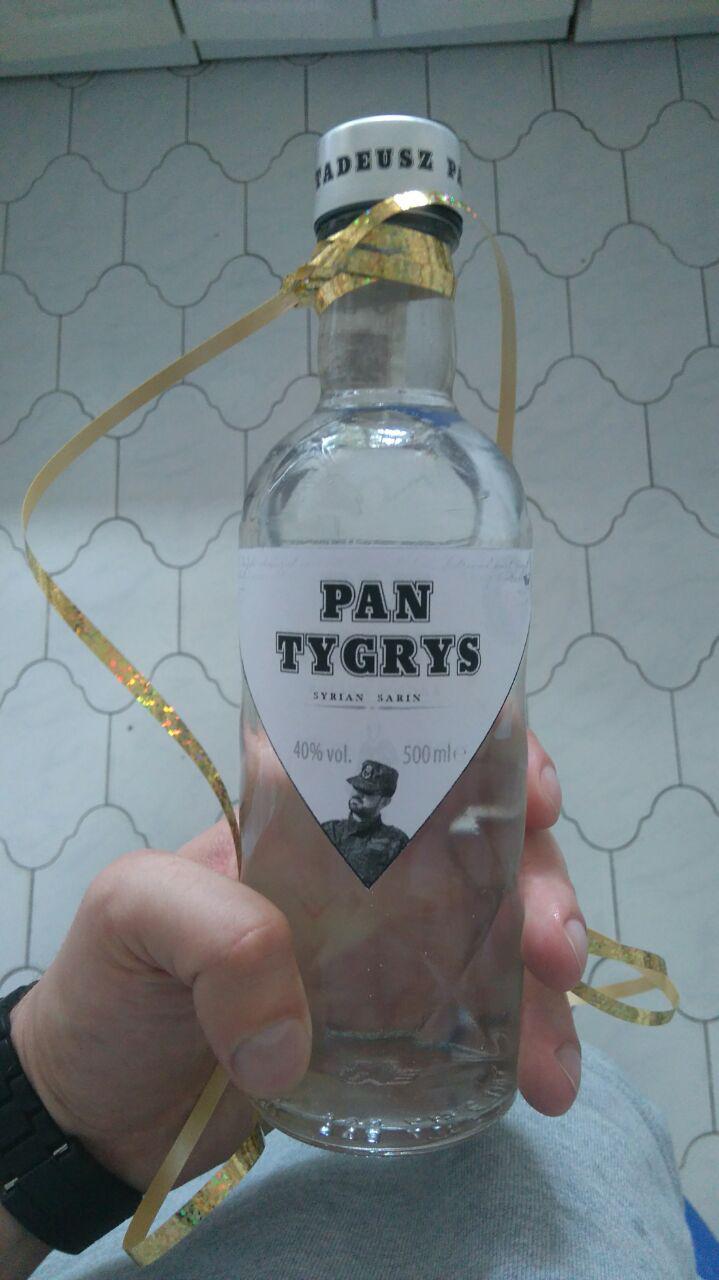 TADEUSZ
PAN
TYGRYS
SYRIAN SARIN
40% vol. 500 ml e